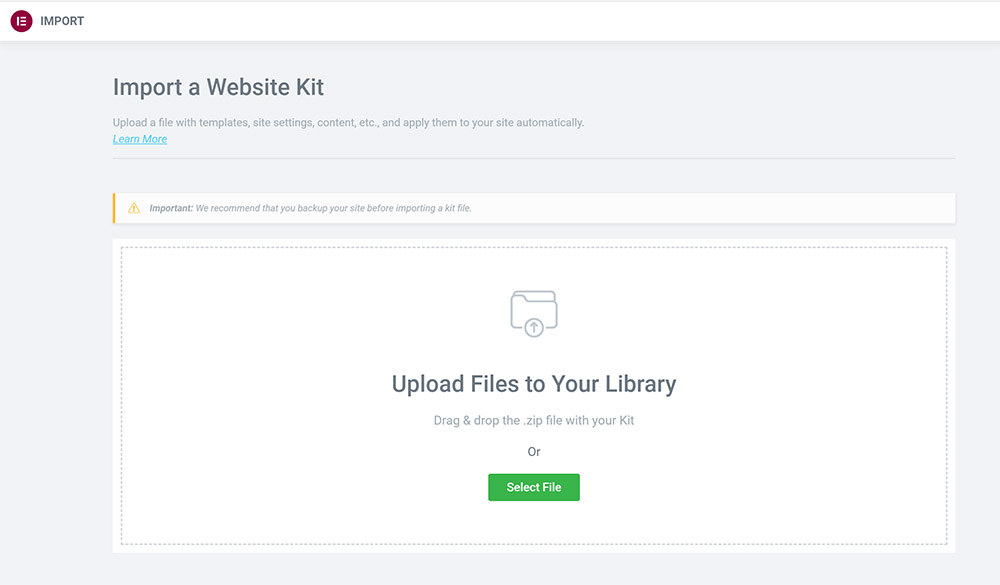 IMPORT
Import a Website Kit
Upload a file with templates, site settings, content, etc., and apply them to your site automatically.
Learn More
Important: We recommend that you backup your site before importing a kit file.
Upload Files to Your Library
Drag & drop the .zip file with your Kit
Or
Select File